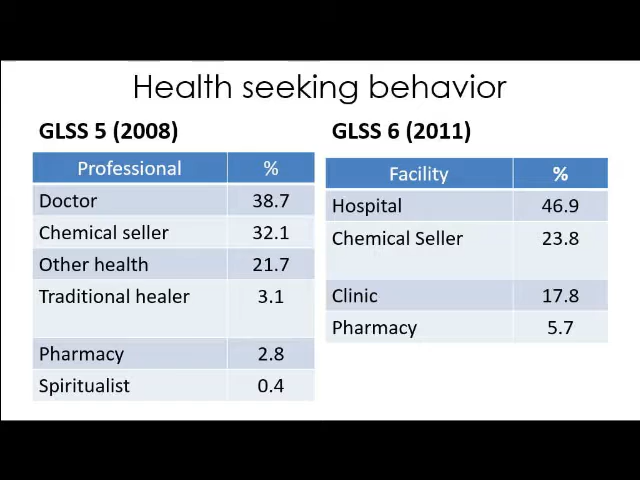 Health seeking behavior
GLSS 5 (2008)
Professional %
Doctor 38.7
Chemical seller 32.1
Other health 21.7
Traditional healer 3.1
Pharmacy 2.8
Spiritualist 0.4
GLSS 6 (2011)
Facility %
Hospital 46.9
Chemical Seller 23.8
Clinic 17.8
Pharmacy 5.7